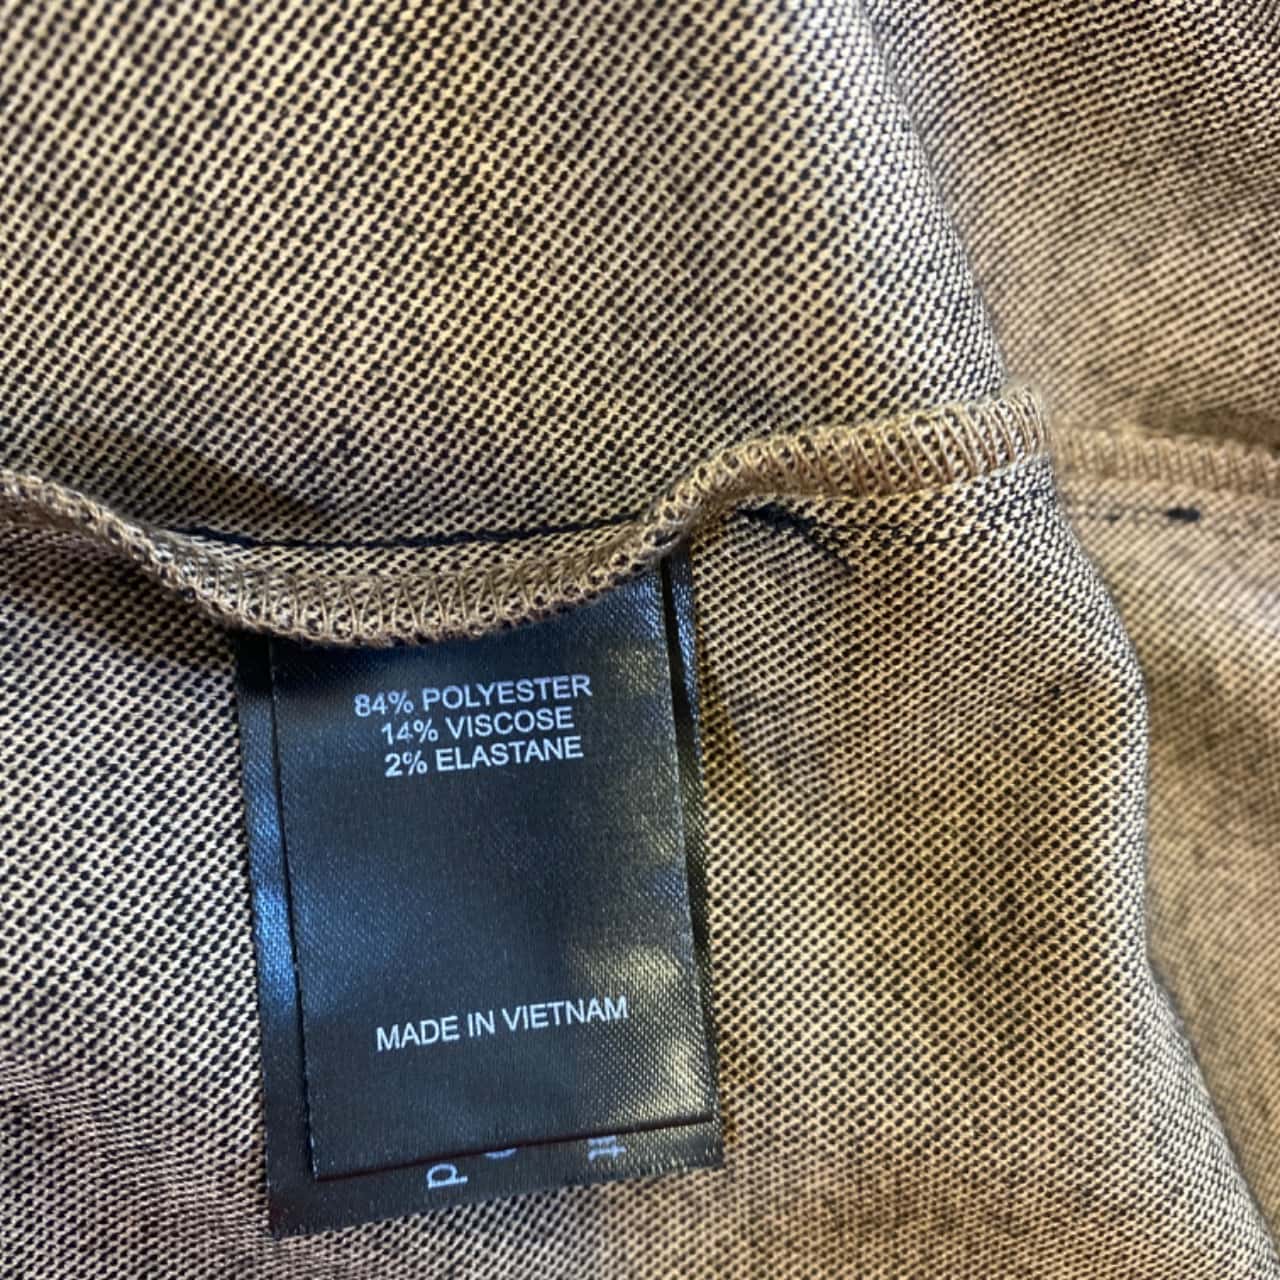 84% POLYESTER
14% VISCOSE
2% ELASTANE
MADE IN VIETNAM